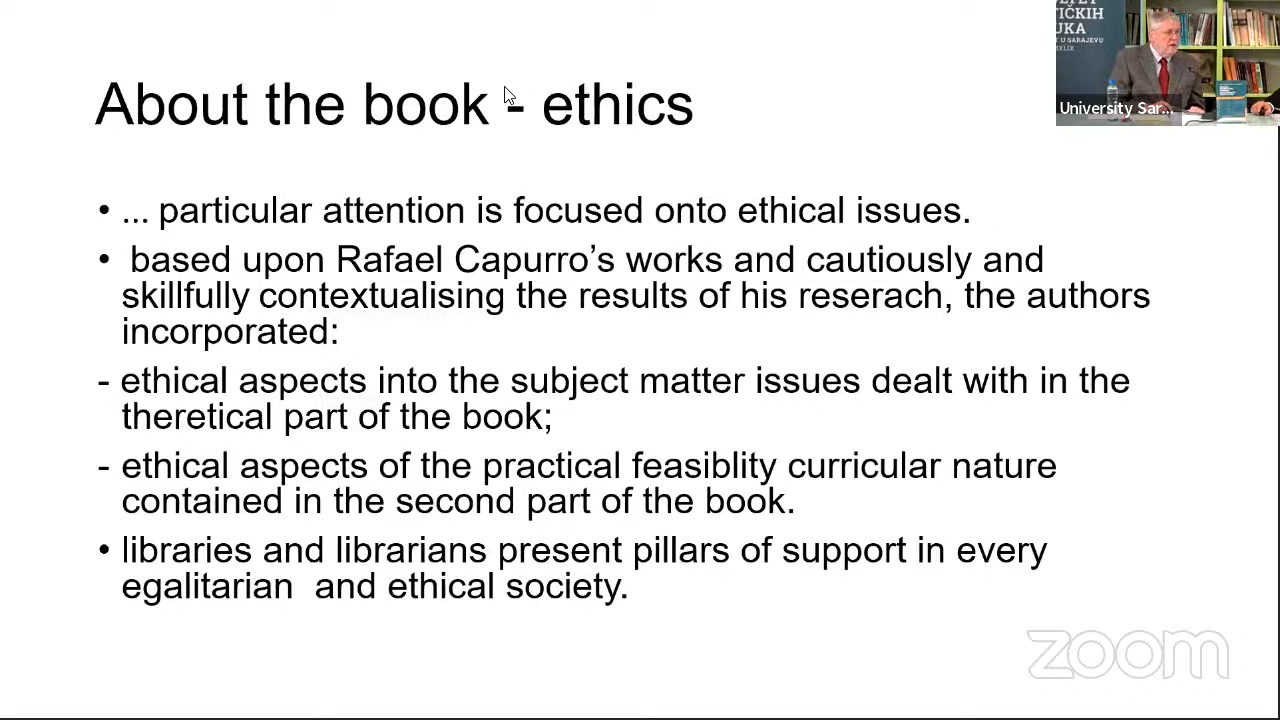 About the book - ethics
• ... particular attention is focused onto ethical issues.
• based upon Rafael Capurro’s works and cautiously and
skillfully contextualising the results of his reserach, the authors
incorporated:
- ethical aspects into the subject matter issues dealt with in the
theretical part of the book;
- ethical aspects of the practical feasiblity curricular nature
contained in the second part of the book.
• libraries and librarians present pillars of support in every
egalitarian and ethical society.
TIČKIH
UKA
T U SARAJEVU
University Sar...
zoom